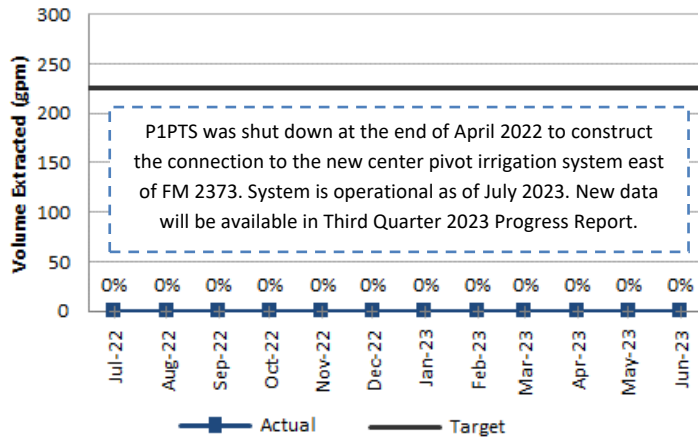 300
250
200
150
100
50
0
Volume Extracted (gpm)
P1PTS was shut down at the end of April 2022 to construct
the connection to the new center pivot irrigation system east
of FM 2373. System is operational as of July 2023. New data
will be available in Third Quarter 2023 Progress Report.
0% 0% 0% 0% 0% 0% 0% 0% 0% 0% 0% 0%
Jul-22
Aug-22
Sep-22
Oct-22
Nov-22
Dec-22
Jan-23
Feb-23
Mar-23
Apr-23
May-23
Jun-23
Actual Target